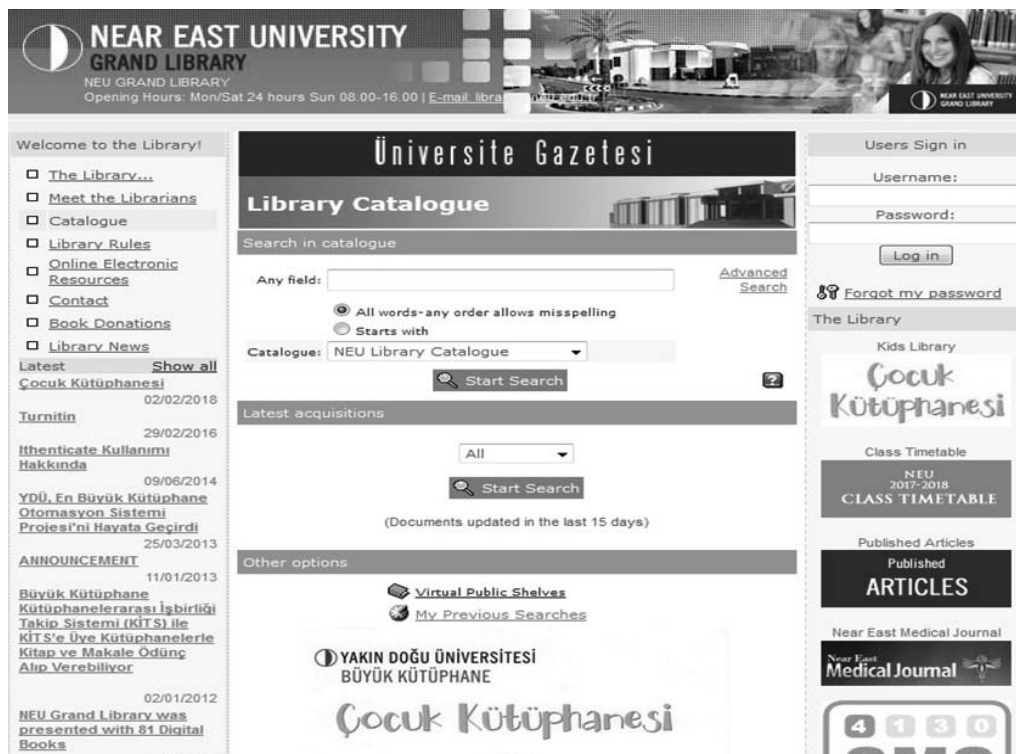 NEAR EAST UNIVERSITY
GRAND LIBRARY
NEU GRAND LIBRARY
Opening Hours: Mon/Sat 24 hours Sun 08.00-16.00 | E-mail:
NEAR EAST UNIVERSITY
GRAND LIBRARY
Welcome to the Library!
The Library...
Meet the Librarians
Catalogue
Library Rules
Online Electronic
Resources
Contact
Book Donations
Library News
Latest Show all
Çocuk Kütüphanesi
02/02/2018
Turnitin
29/02/2016
Ithenticate Kullanımı
Hakkında
09/06/2014
YDÜ, En Büyük Kütüphane
Otomasyon Sistemi
Projesi'ni Hayata Geçirdi
25/03/2013
ANNOUNCEMENT
11/01/2013
Büyük Kütüphane
Kütüphanelerarası İşbirliği
Takip Sistemi (KİTS) ile
KİTS'e Üye Kütüphanelerle
Kitap ve Makale Ödünç
Alıp Verebiliyor
02/01/2012
NEU Grand Library was
presented with 81 Digital
Books
Üniversite Gazetesi
Library Catalogue
Search in catalogue
Any field:
Advanced
Search
All words-any order allows misspelling
Starts with
Catalogue: NEU Library Catalogue
Start Search
?
Latest acquisitions
All
Start Search
(Documents updated in the last 15 days)
Other options
Virtual Public Shelves
My Previous Searches
YAKIN DOĞU ÜNİVERSİTESİ
BÜYÜK KÜTÜPHANE
Çocuk Kütüphanesi
Users Sign in
Username:
Password:
Log in
Forgot my password
The Library
Kids Library
Çocuk
Kütüphanesi
Class Timetable
NEU
2017-2018
CLASS TIMETABLE
Published Articles
Published
ARTICLES
Near East Medical Journal
Near East
Medical Journal
4 1 3 0